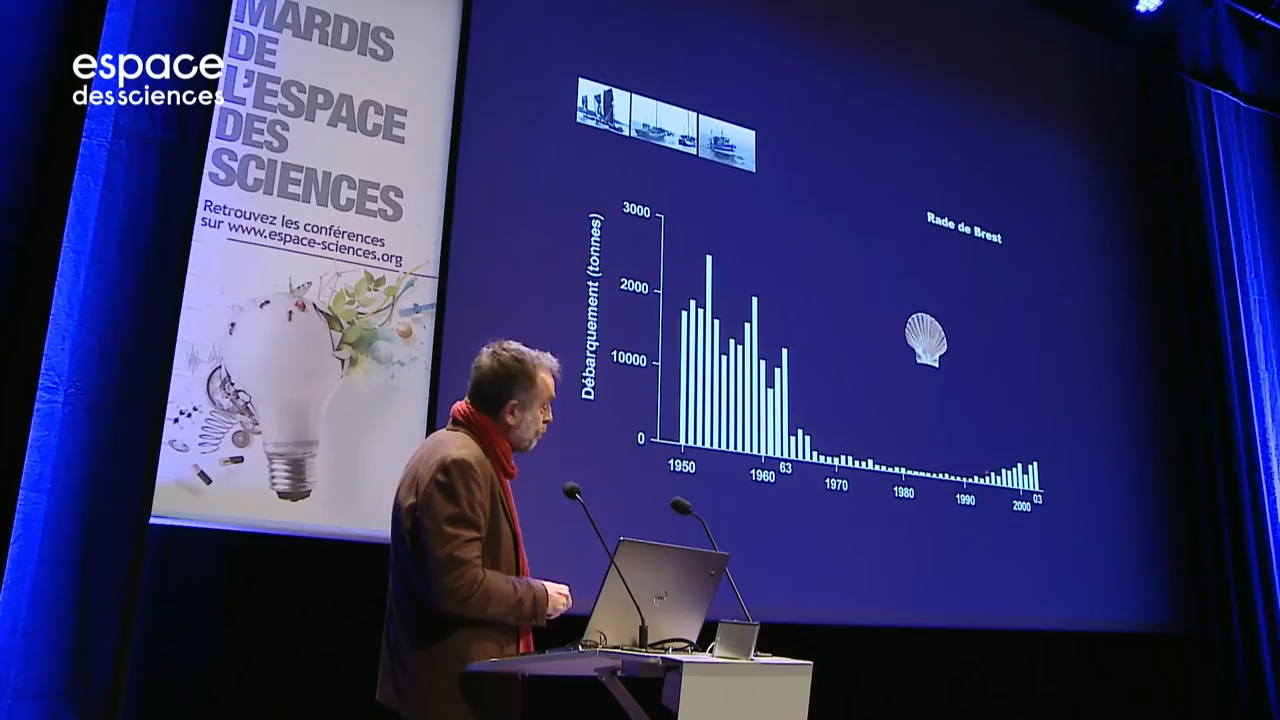 espace
des sciences
MARDIS
DE
L'ESPACE
DES
SCIENCES
Retrouvez les conférences
sur www.espace-sciences.org
Rade de Brest
Débarquement (tonnes)
3000
2000
10000
0
1950
1960
63
1970
1980
1990
2000
03